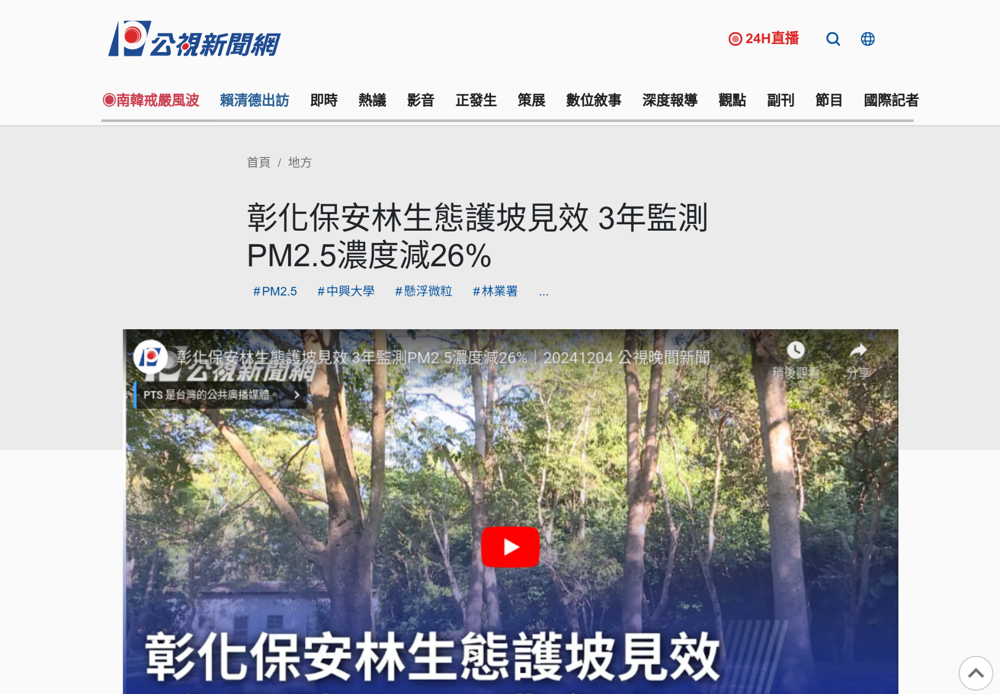 公視新聞網
24H直播
南韓戒嚴風波 賴清德出訪 即時 熱議 影音 正發生 策展 數位敘事 深度報導 觀點 副刊 節目 國際記者
首頁 / 地方
彰化保安林生態護坡見效 3年監測
PM2.5濃度減26%
#PM2.5 #中興大學 #懸浮微粒 #林業署 ...
彰化保安林生態護坡見效 3年監測PM2 5濃度減26%｜20241204 公視晚間新聞
公視新聞網
稍後觀看 分享
PTS 是台灣的公共廣播媒體。
彰化保安林生態護坡見效